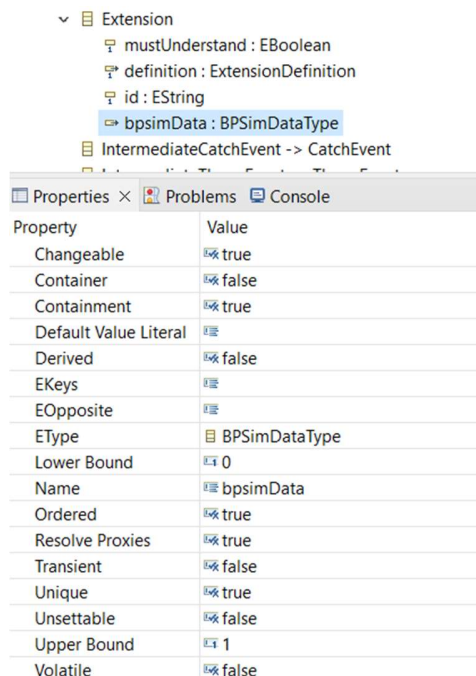 Extension
mustUnderstand : EBoolean
definition : ExtensionDefinition
id : EString
bpsimData : BPSimDataType
IntermediateCatchEvent -> CatchEvent
Properties × Problems Console
Property Value
Changeable true
Container false
Containment true
Default Value Literal
Derived false
EKeys
EOpposite
EType BPSimDataType
Lower Bound 0
Name bpsimData
Ordered true
Resolve Proxies true
Transient false
Unique true
Unsettable false
Upper Bound 1
Volatile false